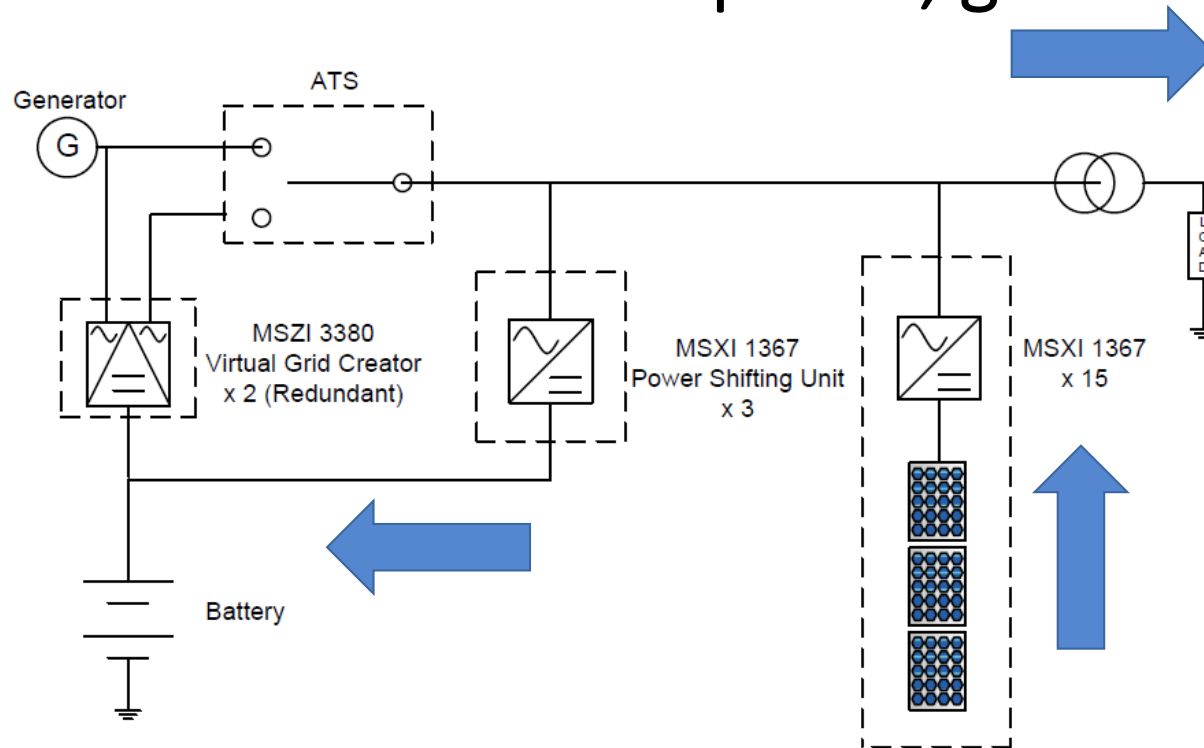 ATS
Generator
G
MSZI 3380
Virtual Grid Creator
x 2 (Redundant)
MSXI 1367
Power Shifting Unit
x 3
MSXI 1367
x 15
L
O
A
D
Battery